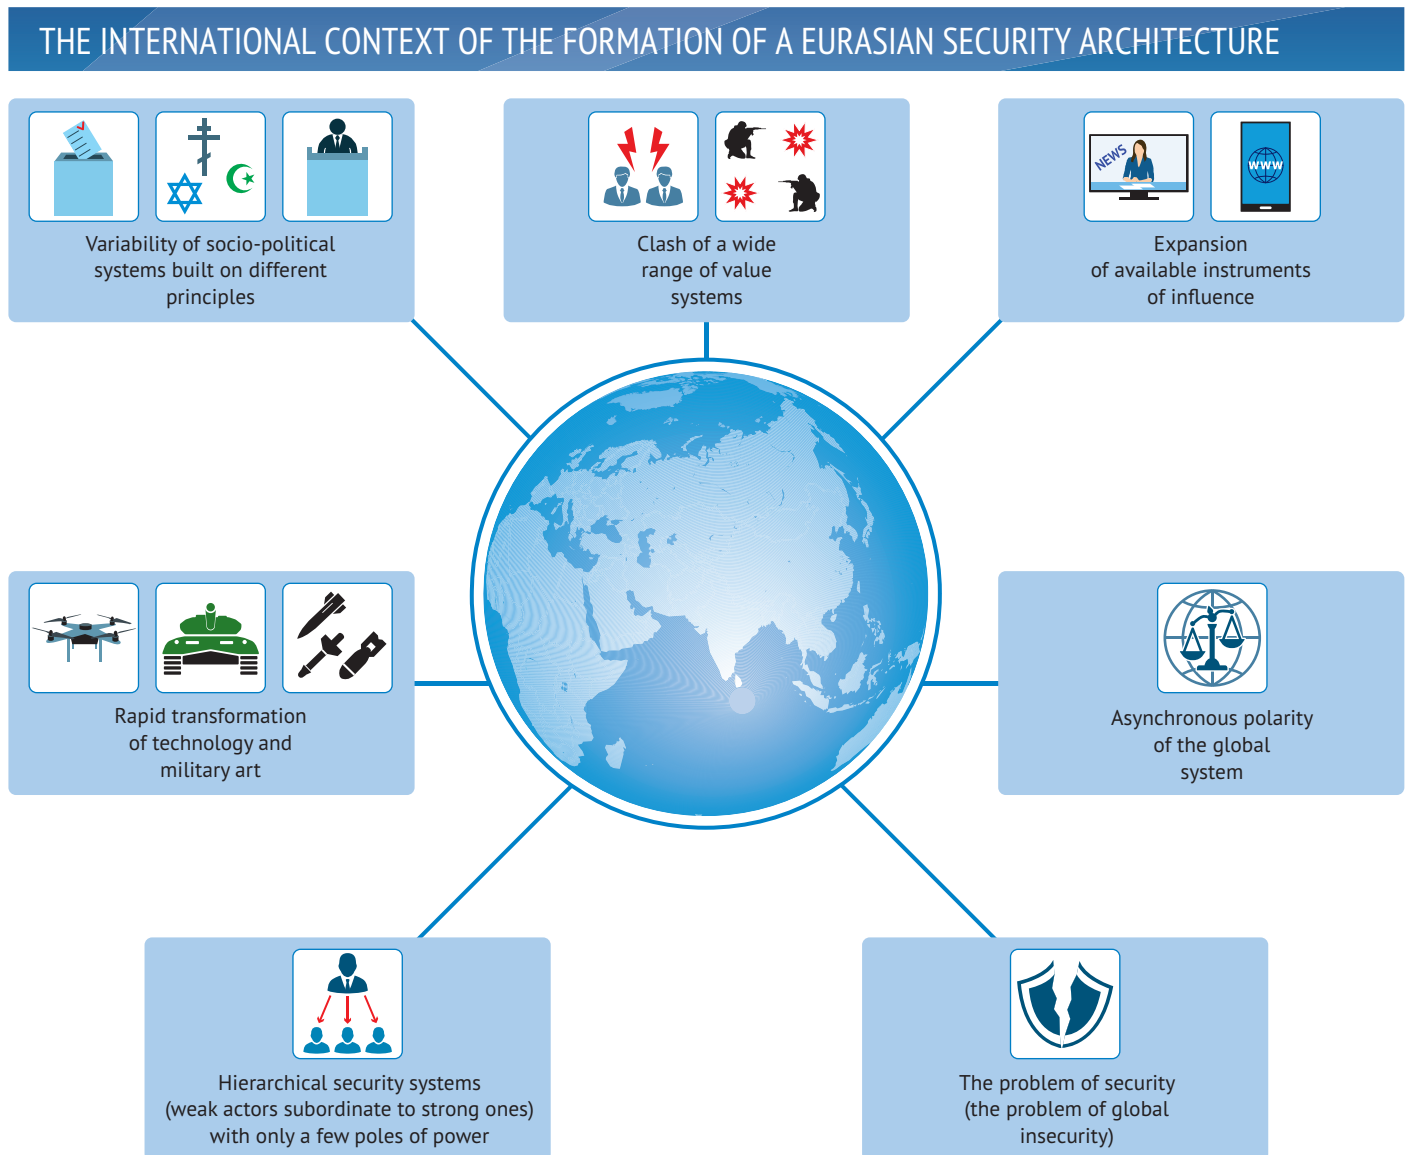 THE INTERNATIONAL CONTEXT OF THE FORMATION OF A EURASIAN SECURITY ARCHITECTURE
Variability of socio-political
systems built on different
principles
Clash of a wide
range of value
systems
NEWS
www
Expansion
of available instruments
of influence
Rapid transformation
of technology and
military art
Asynchronous polarity
of the global
system
Hierarchical security systems
(weak actors subordinate to strong ones)
with only a few poles of power
The problem of security
(the problem of global
insecurity)